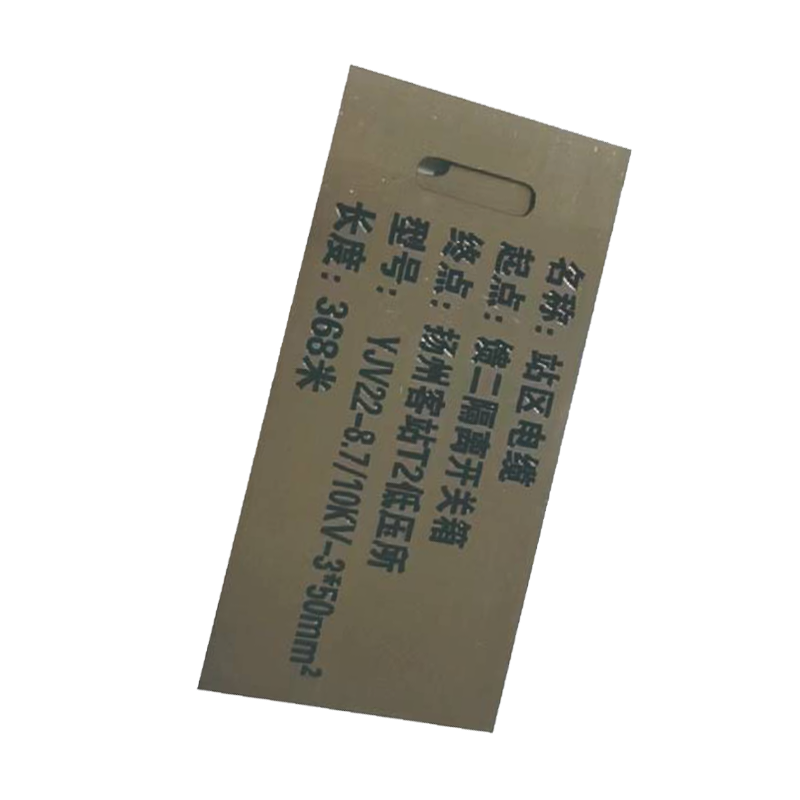 名称：站区电缆
起点：第二隔离开关箱
终点：扬州客站T2低压所
型号：YJV22-8.7/10KV-3*50mm²
长度：368米